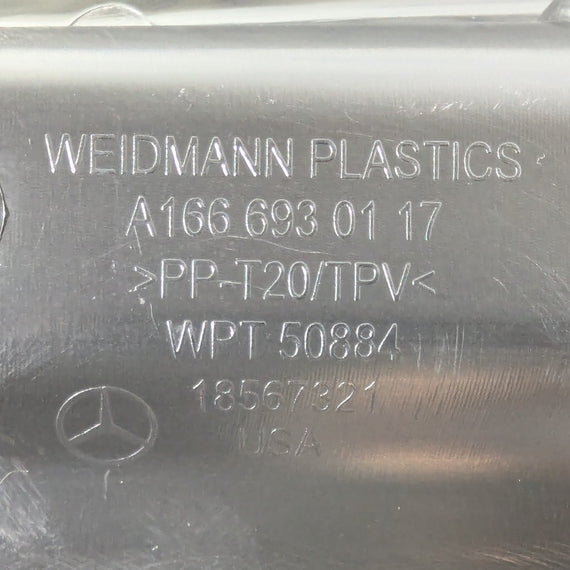 WEIDMANN PLASTICS
A166 693 01 17
>PP-T20/TPV<
WPT 50884
18567321
USA